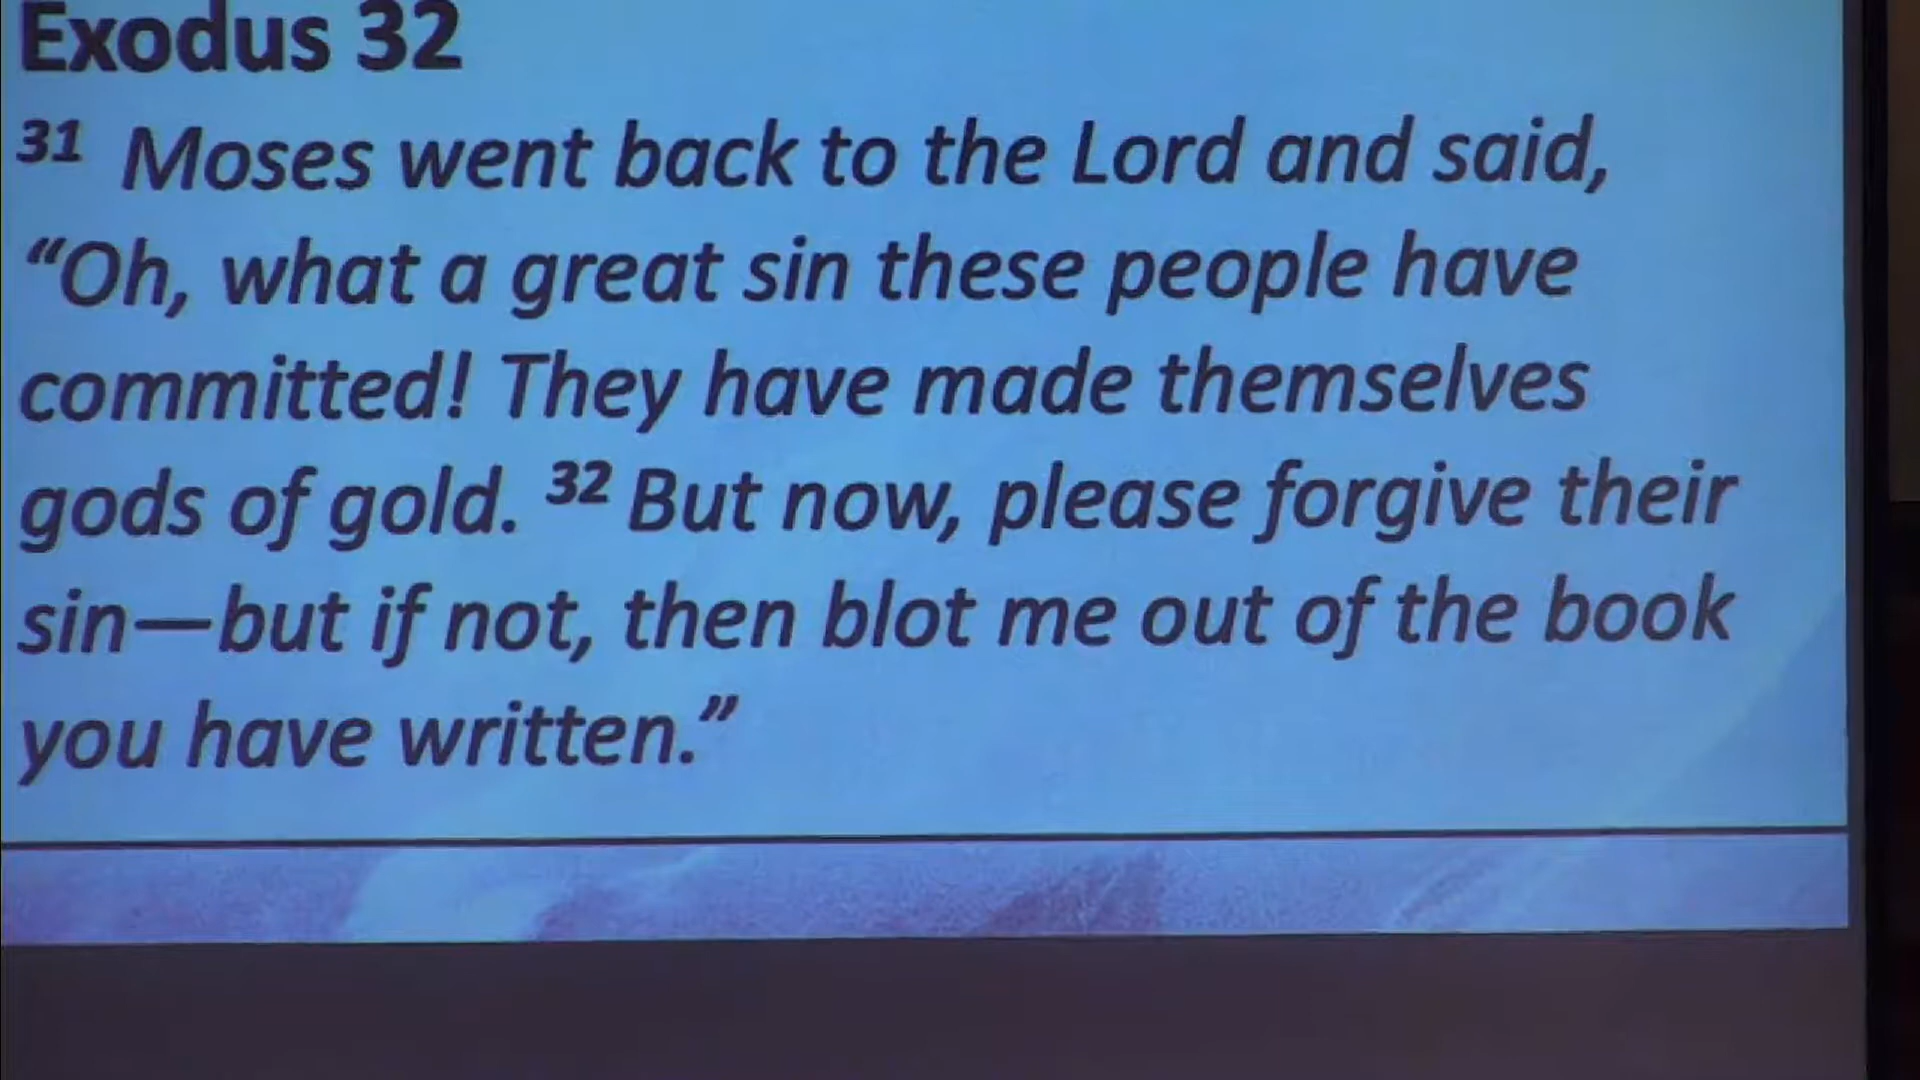 Exodus 32
31 Moses went back to the Lord and said,
“Oh, what a great sin these people have
committed! They have made themselves
gods of gold. 32 But now, please forgive their
sin—but if not, then blot me out of the book
you have written.”